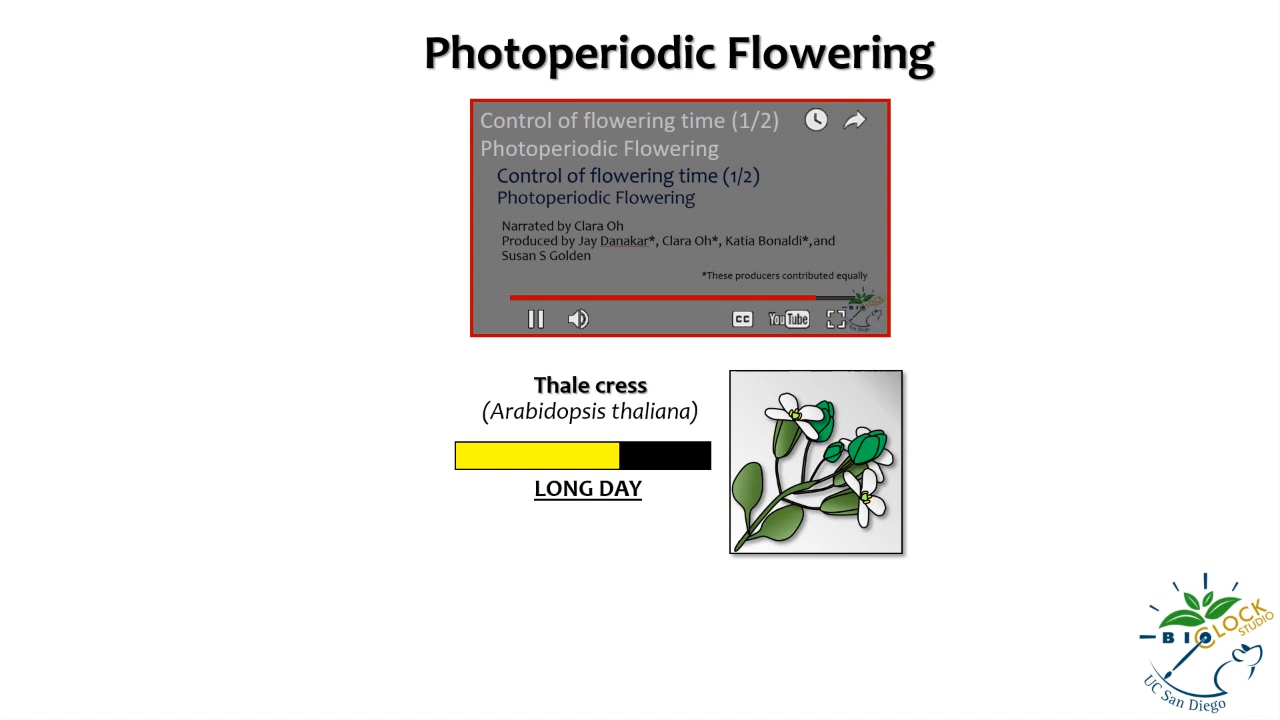 Photoperiodic Flowering
Control of flowering time (1/2)
Photoperiodic Flowering
Control of flowering time (1/2)
Photoperiodic Flowering
Narrated by Clara Oh
Produced by Jay Danakar*, Clara Oh*, Katia Bonaldi*, and
Susan S Golden
*These producers contributed equally
CC
YouTube
Thale cress
(Arabidopsis thaliana)
LONG DAY
BIOCLOCK
STUDIO
UC San Diego